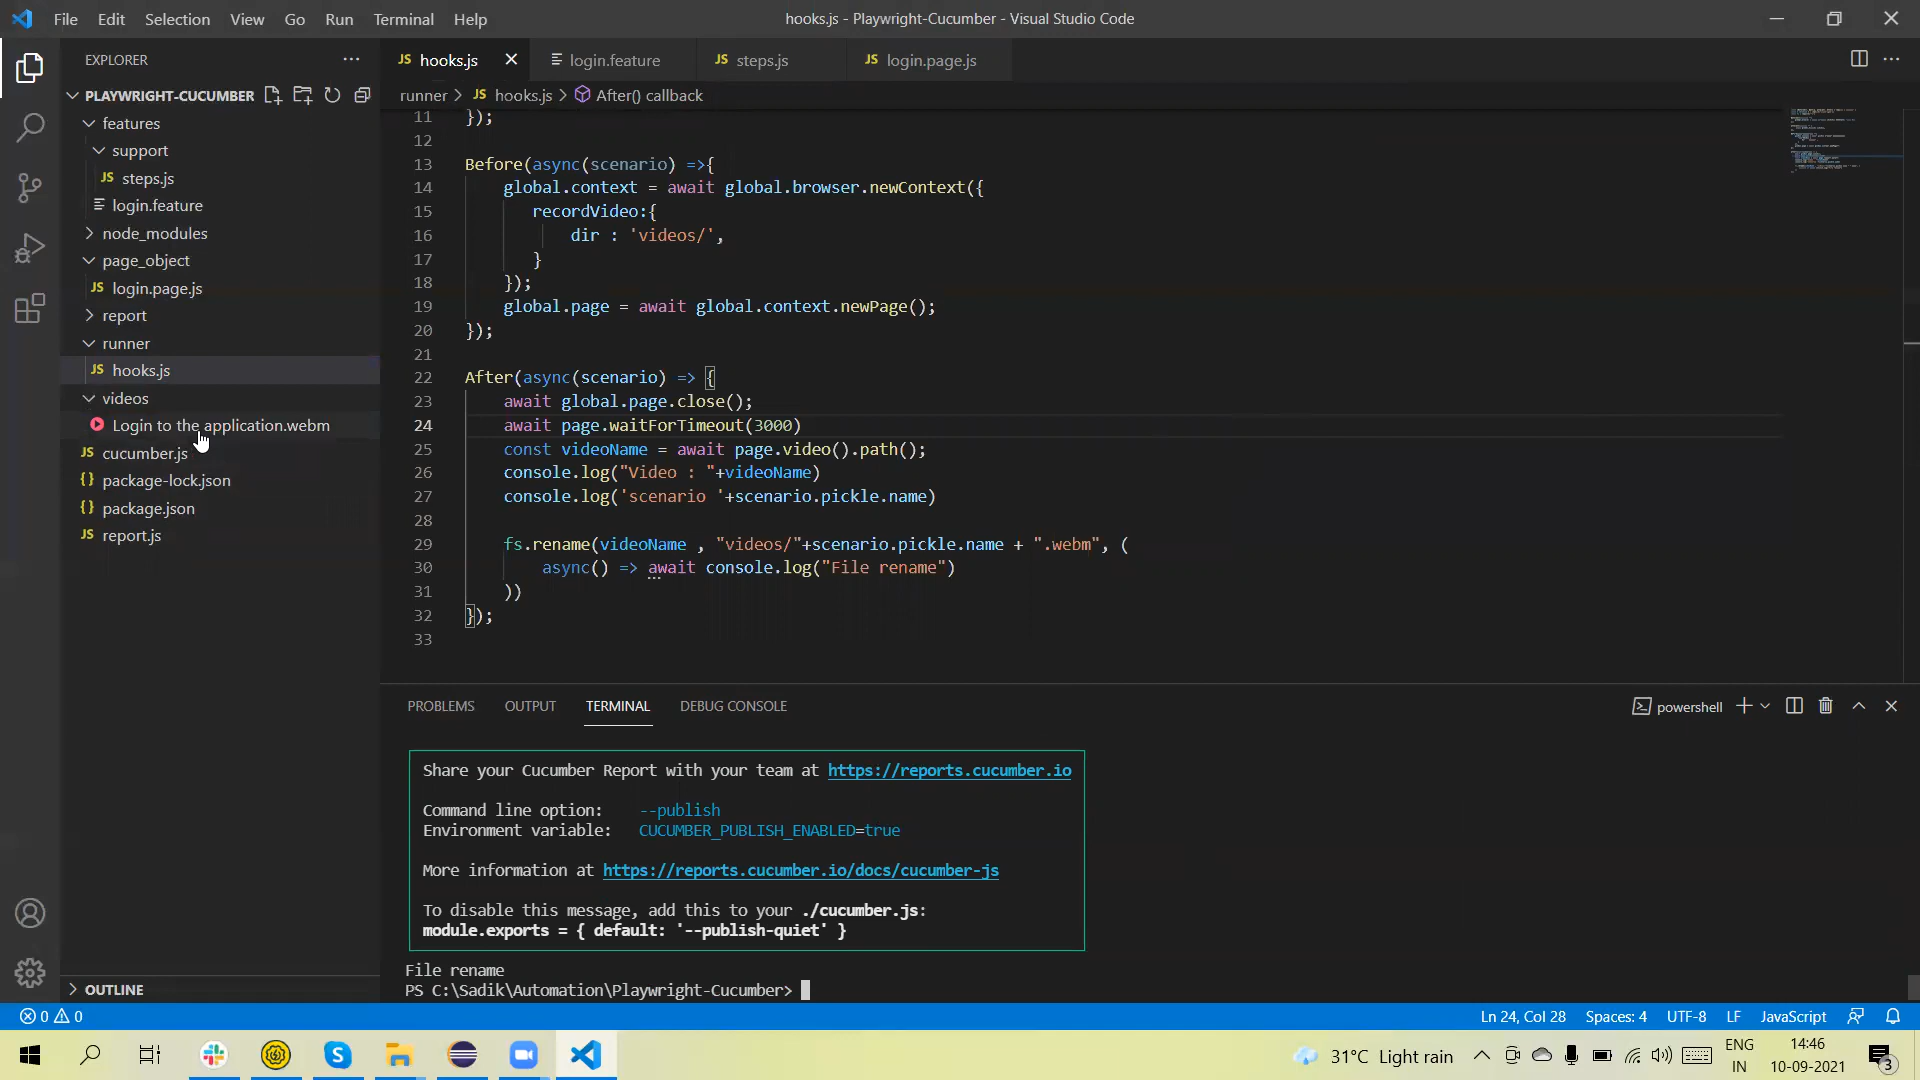 File Edit Selection View Go Run Terminal Help
hooks.js - Playwright-Cucumber - Visual Studio Code
EXPLORER
PLAYWRIGHT-CUCUMBER
features
support
JS steps.js
login.feature
node_modules
page_object
JS login.page.js
report
runner
JS hooks.js
videos
Login to the application.webm
JS cucumber.js
{} package-lock.json
{} package.json
JS report.js
OUTLINE
JS hooks.js
login.feature
JS steps.js
JS login.page.js
runner > JS hooks.js > After() callback
11 });
12
13 Before(async(scenario) =>{
14 global.context = await global.browser.newContext({
15 recordVideo:{
16 dir : 'videos/',
17 }
18 });
19 global.page = await global.context.newPage();
20 });
21
22 After(async(scenario) => {
23 await global.page.close();
24 await page.waitForTimeout(3000)
25 const videoName = await page.video().path();
26 console.log("Video : "+videoName)
27 console.log('scenario '+scenario.pickle.name)
28
29 fs.rename(videoName , "videos/"+scenario.pickle.name + ".webm", (
30 async() => await console.log("File rename")
31 ))
32 });
33
PROBLEMS OUTPUT TERMINAL DEBUG CONSOLE
powershell
Share your Cucumber Report with your team at https://reports.cucumber.io
Command line option: --publish
Environment variable: CUCUMBER_PUBLISH_ENABLED=true
More information at https://reports.cucumber.io/docs/cucumber-js
To disable this message, add this to your ./cucumber.js:
module.exports = { default: '--publish-quiet' }
File rename
PS C:\Sadik\Automation\Playwright-Cucumber>
0 0
Ln 24, Col 28 Spaces: 4 UTF-8 LF JavaScript
31°C Light rain
ENG
IN
14:46
10-09-2021
3